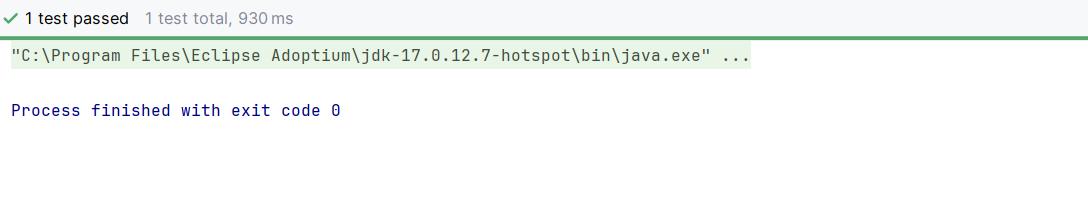 1 test passed 1 test total, 930 ms
"C:\Program Files\Eclipse Adoptium\jdk-17.0.12.7-hotspot\bin\java.exe" ...
Process finished with exit code 0